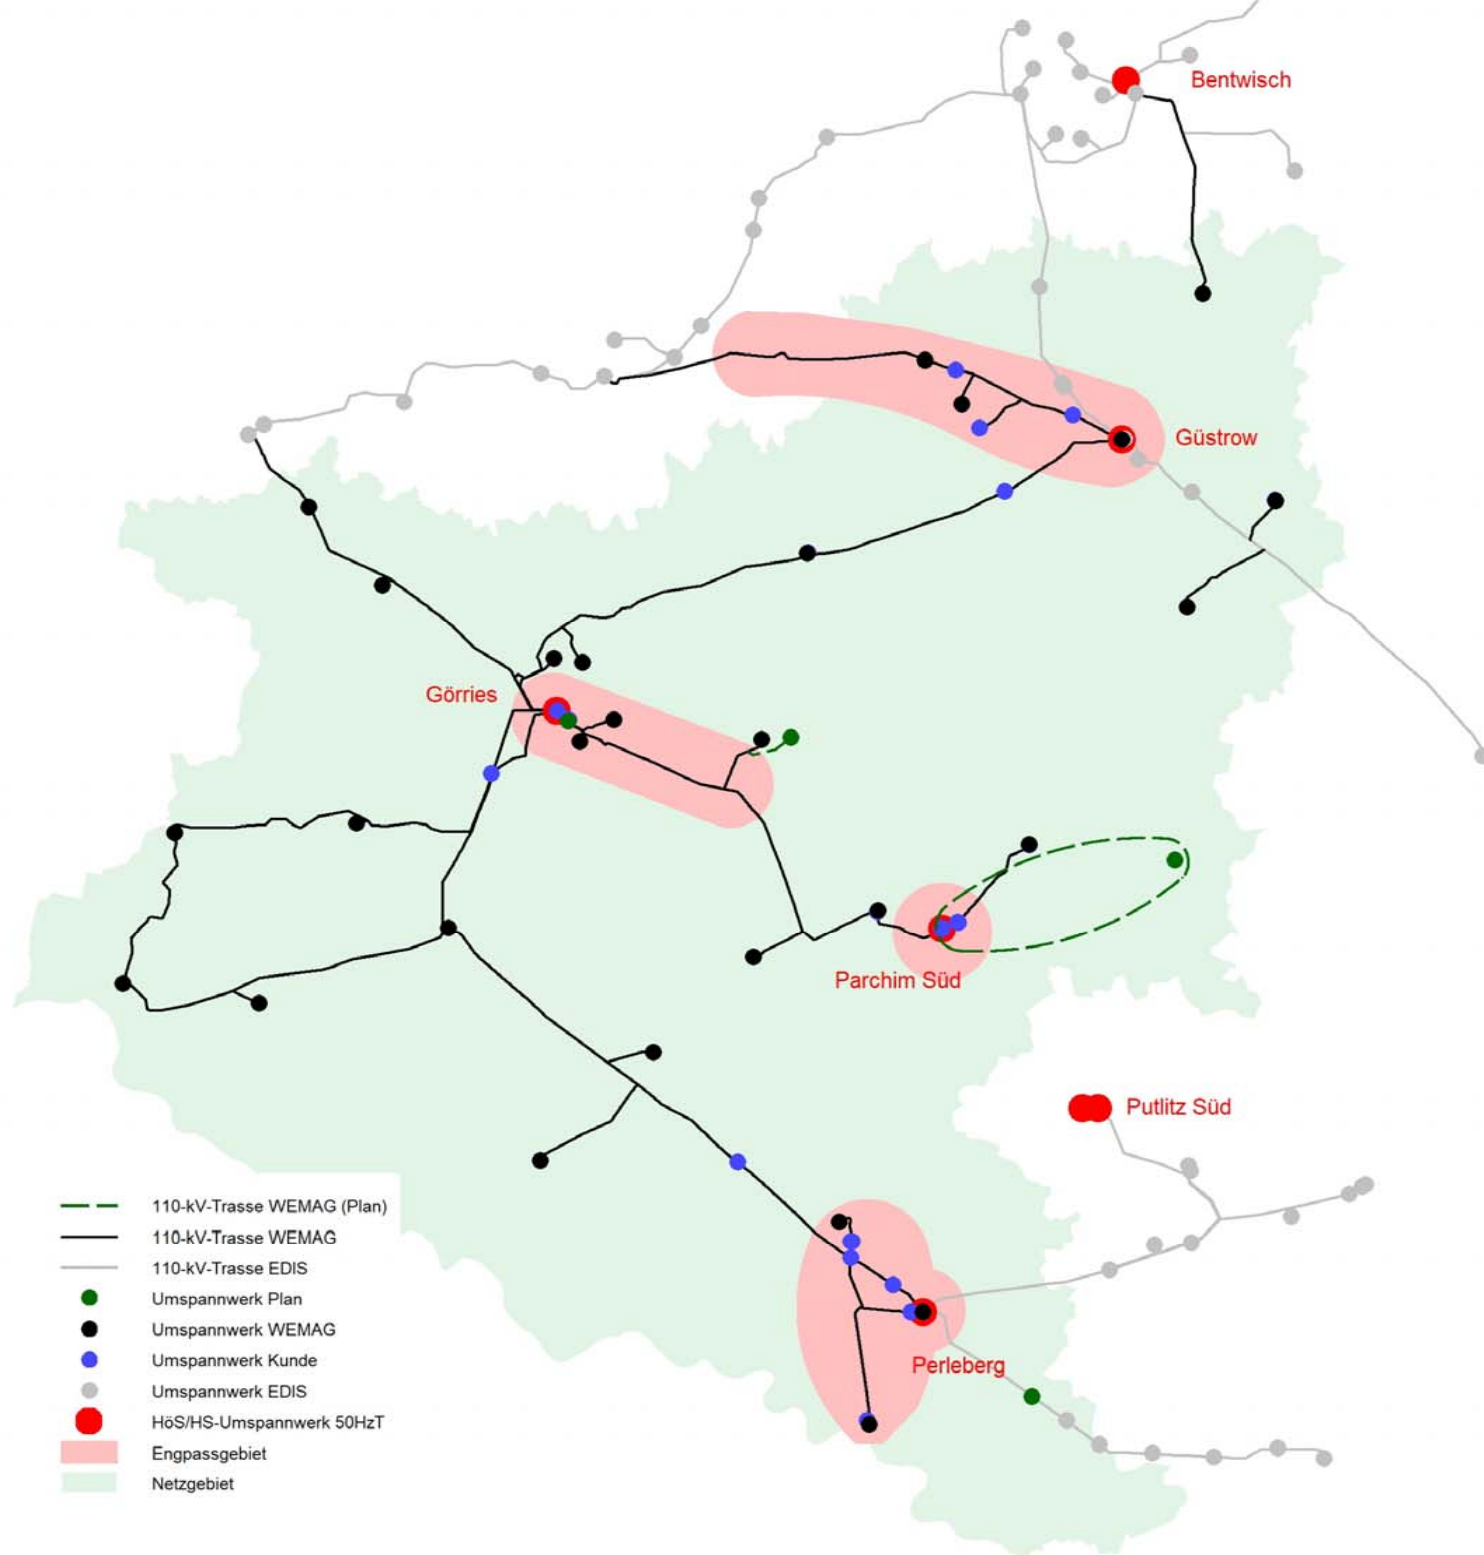 Bentwisch
Güstrow
Görries
Parchim Süd
Putlitz Süd
Perleberg
110-kV-Trasse WEMAG (Plan)
110-kV-Trasse WEMAG
110-kV-Trasse EDIS
Umspannwerk Plan
Umspannwerk WEMAG
Umspannwerk Kunde
Umspannwerk EDIS
HöS/HS-Umspannwerk 50HzT
Engpassgebiet
Netzgebiet